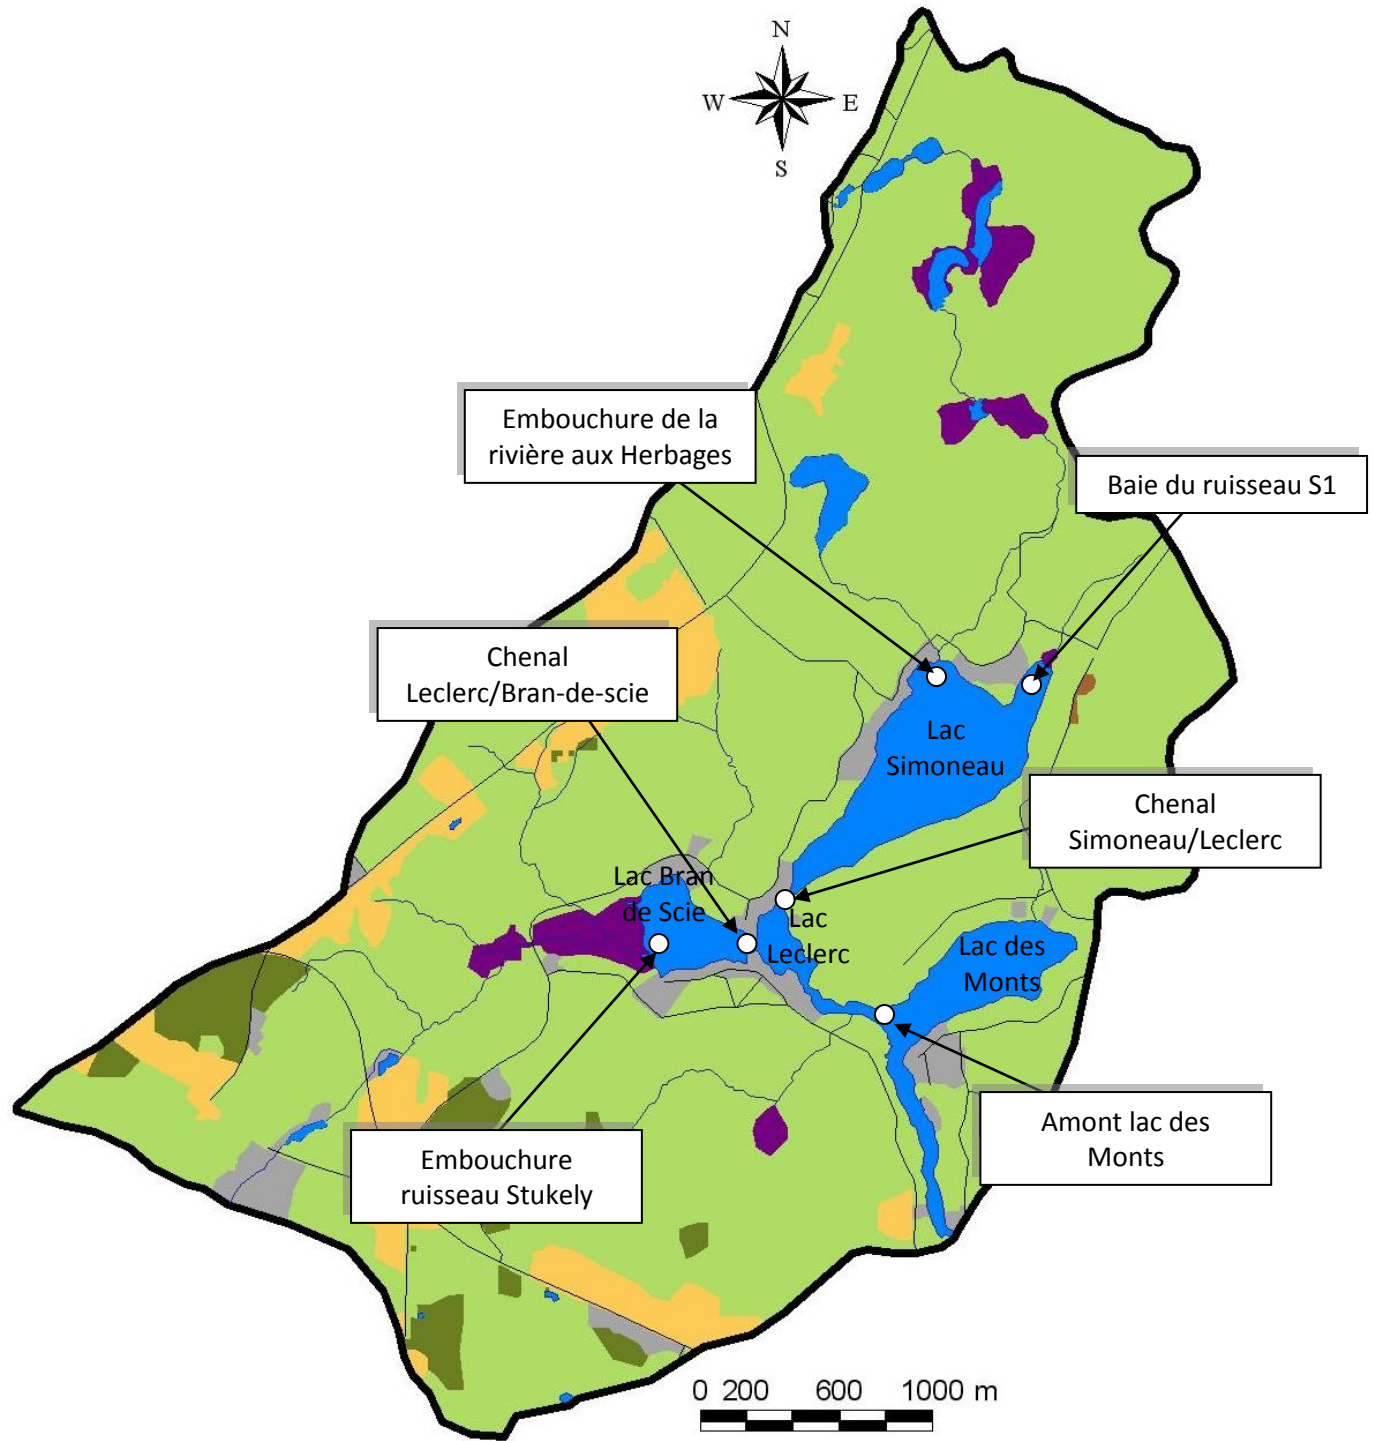 N
W
E
S
Embouchure de la
rivière aux Herbages
Baie du ruisseau S1
Chenal
Leclerc/Bran-de-scie
Lac
Simoneau
Chenal
Simoneau/Leclerc
Lac Bran
de Scie
Lac
Leclerc
Lac des
Monts
Amont lac des
Monts
Embouchure
ruisseau Stukely
0 200 600 1000 m